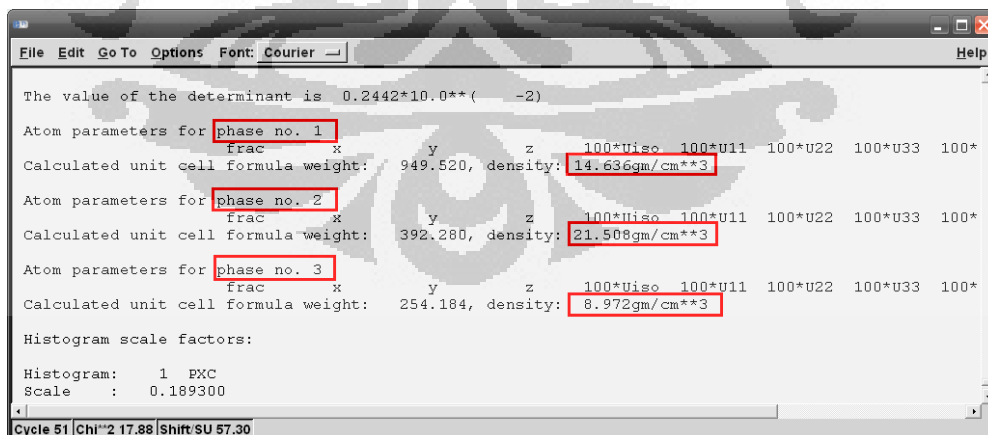 File Edit Go To Options Font: Courier Help
The value of the determinant is 0.2442*10.0**( -2)
Atom parameters for phase no. 1
frac x y z 100*Uiso 100*U11 100*U22 100*U33 100*
Calculated unit cell formula weight: 949.520, density: 14.636gm/cm**3
Atom parameters for phase no. 2
frac x y z 100*Uiso 100*U11 100*U22 100*U33 100*
Calculated unit cell formula weight: 392.280, density: 21.508gm/cm**3
Atom parameters for phase no. 3
frac x y z 100*Uiso 100*U11 100*U22 100*U33 100*
Calculated unit cell formula weight: 254.184, density: 8.972gm/cm**3
Histogram scale factors:
Histogram: 1 PXC
Scale : 0.189300
Cycle 51 Chi**2 17.88 Shift/SU 57.30